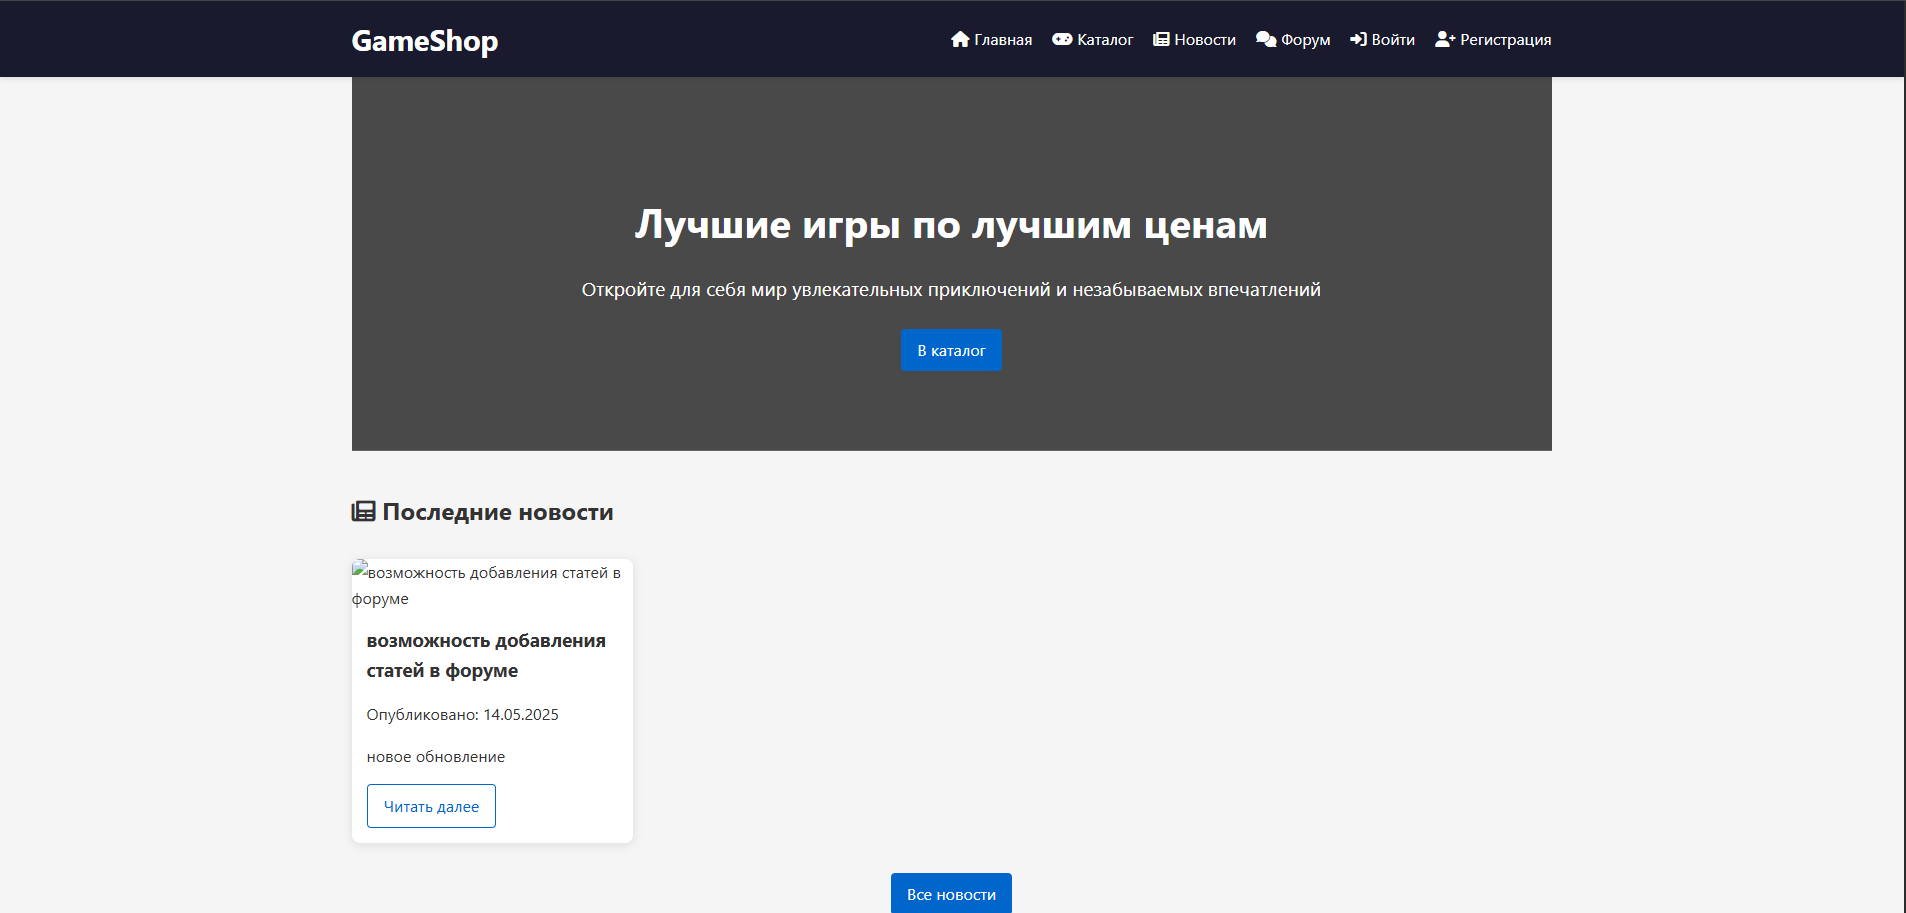 GameShop
Главная Каталог Новости Форум Войти Регистрация
Лучшие игры по лучшим ценам
Откройте для себя мир увлекательных приключений и незабываемых впечатлений
В каталог
Последние новости
возможность добавления статей в
форуме
возможность добавления
статей в форуме
Опубликовано: 14.05.2025
новое обновление
Читать далее
Все новости